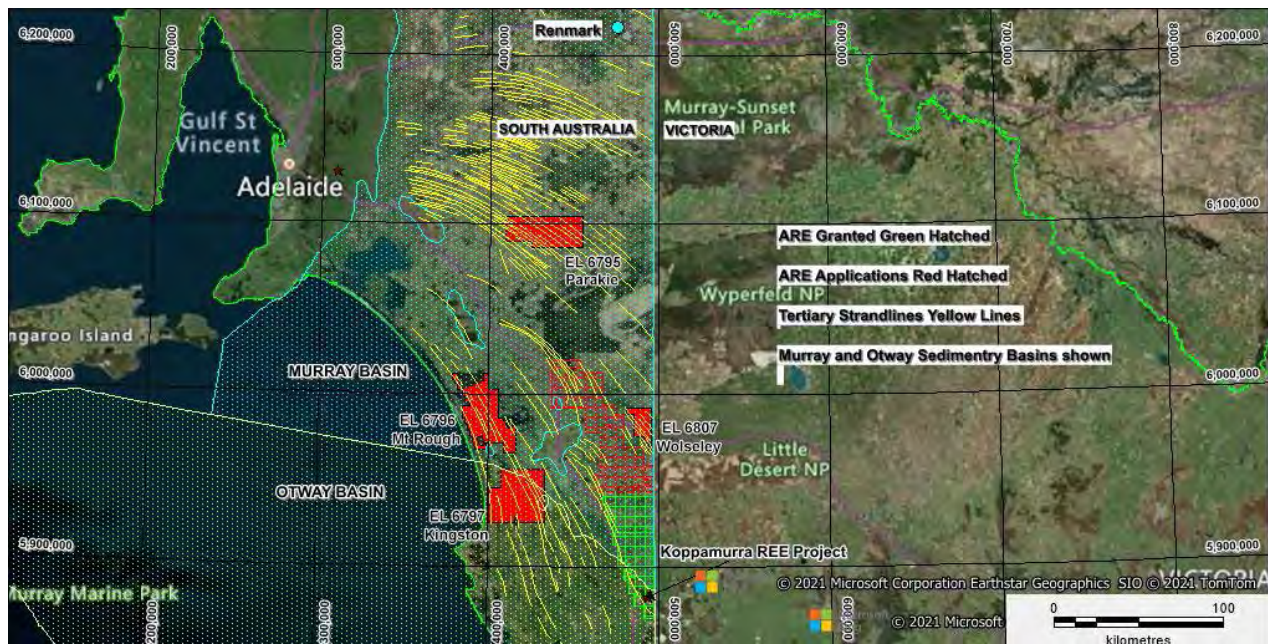 6,200,000
200,000
300,000
400,000
Renmark
500,000
600,000
700,000
6,200,000
Gulf St
Vincent
SOUTH AUSTRALIA
Murray-Sunset
VICTORIA
al Park
Adelaide
6,100,000
6,100,000
EL 6795
Parakie
ARE Granted Green Hatched
ARE Applications Red Hatched
Wyperfeld NP
Tertiary Strandlines Yellow Lines
Murray and Otway Sedimentry Basins shown
ngaroo Island
6,000,000
MURRAY BASIN
6,000,000
EL 6796
Mt Rough
EL 6807
Wolseley
Little
Desert NP
OTWAY BASIN
EL 6797
Kingston
5,900,000
Koppamurra REE Project
5,900,000
VICTORIA
© 2021 Microsoft Corporation Earthstar Geographics SIO © 2021 TomTom
Murray Marine Park
200,000
300,000
400,000
500,000
600,000
Microsoft
© 2021 Microsoft
0 100
kilometres